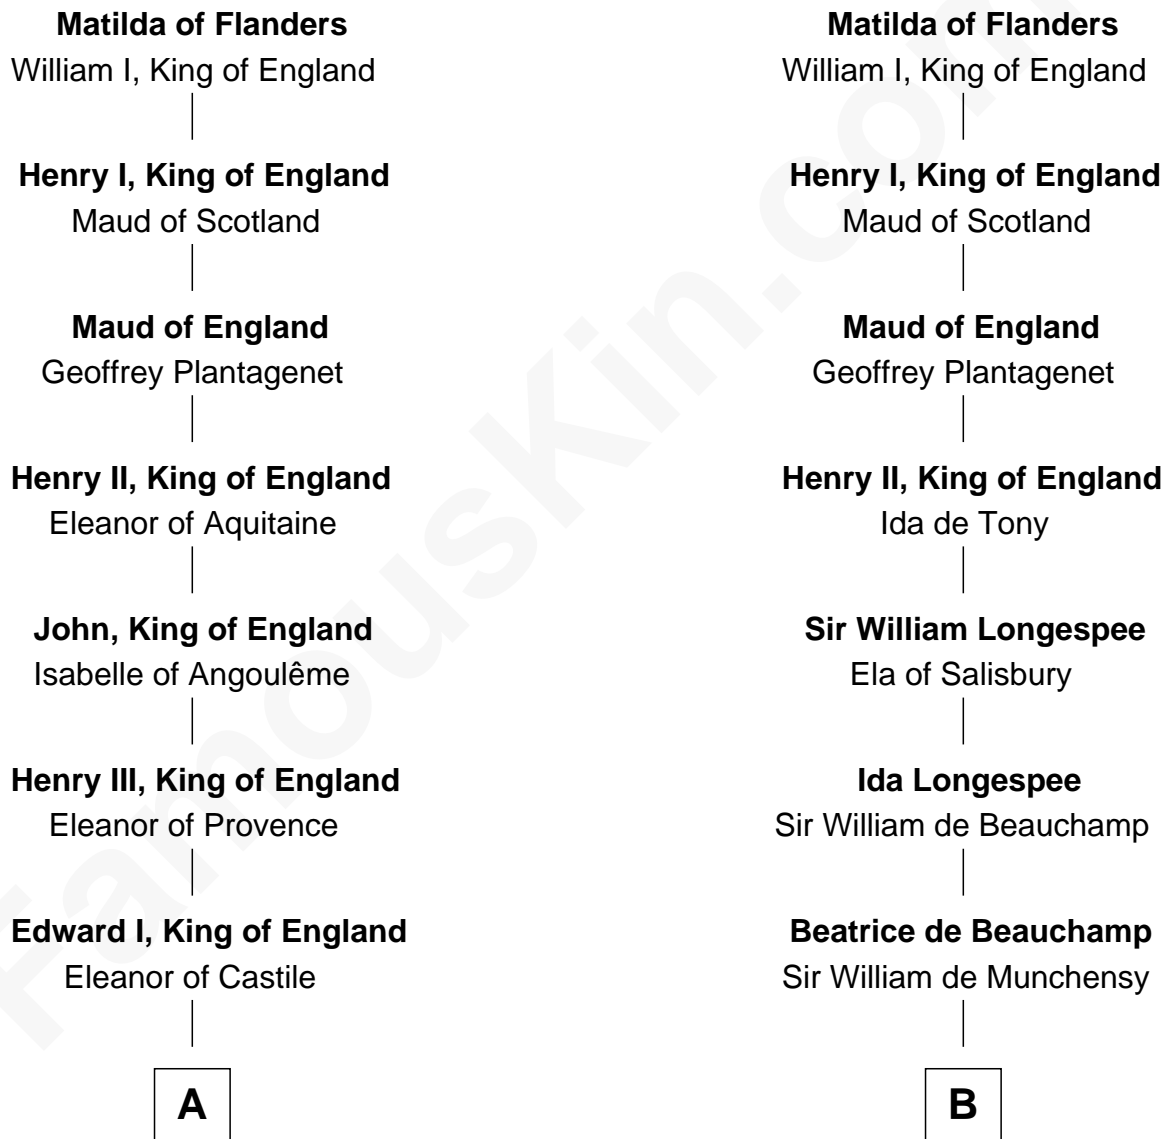 Matilda of Flanders
William I, King of England
Henry I, King of England
Maud of Scotland
Maud of England
Geoffrey Plantagenet
Henry II, King of England
Eleanor of Aquitaine
John, King of England
Isabelle of Angoulême
Henry III, King of England
Eleanor of Provence
Edward I, King of England
Eleanor of Castile
A
Matilda of Flanders
William I, King of England
Henry I, King of England
Maud of Scotland
Maud of England
Geoffrey Plantagenet
Henry II, King of England
Ida de Tony
Sir William Longespee
Ela of Salisbury
Ida Longespee
Sir William de Beauchamp
Beatrice de Beauchamp
Sir William de Munchensy
B
FamousKin.com